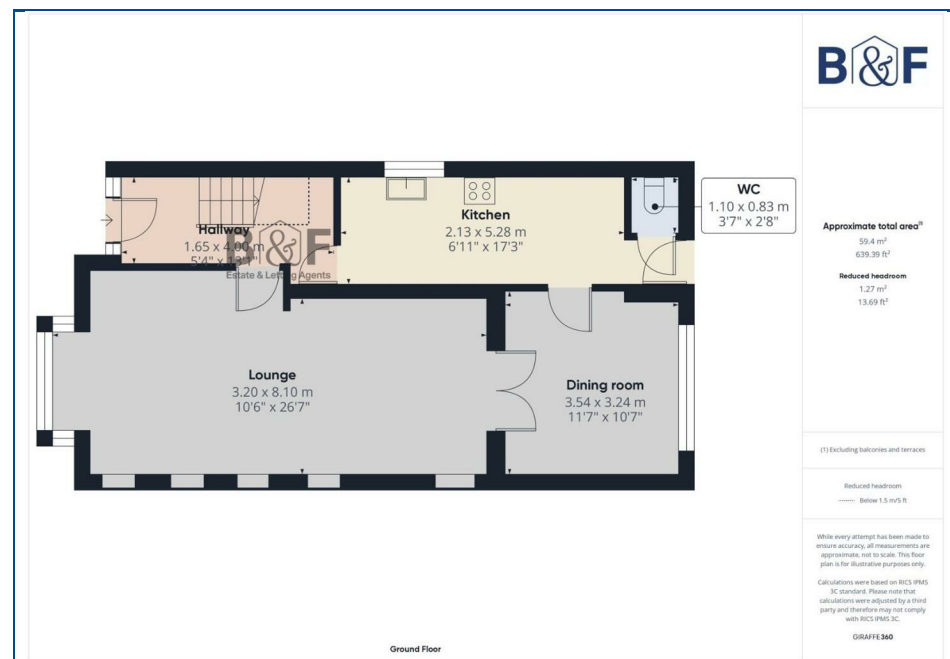 B&F
Hallway
1.65 x 4.00 m
5'4" x 13'1"
B&F
Estate & Letting Agents
Kitchen
2.13 x 5.28 m
6'11" x 17'3"
WC
1.10 x 0.83 m
3'7" x 2'8"
Lounge
3.20 x 8.10 m
10'6" x 26'7"
Dining room
3.54 x 3.24 m
11'7" x 10'7"
Ground Floor
Approximate total area⁽¹⁾
59.4 m²
639.39 ft²
Reduced headroom
1.27 m²
13.69 ft²
(1) Excluding balconies and terraces
Reduced headroom
Below 1.5 m/5 ft
While every attempt has been made to
ensure accuracy, all measurements are
approximate, not to scale. This floor
plan is for illustrative purposes only.
Calculations were based on RICS IPMS
3C standard. Please note that
calculations were adjusted by a third
party and therefore may not comply
with RICS IPMS 3C.
GIRAFFE360